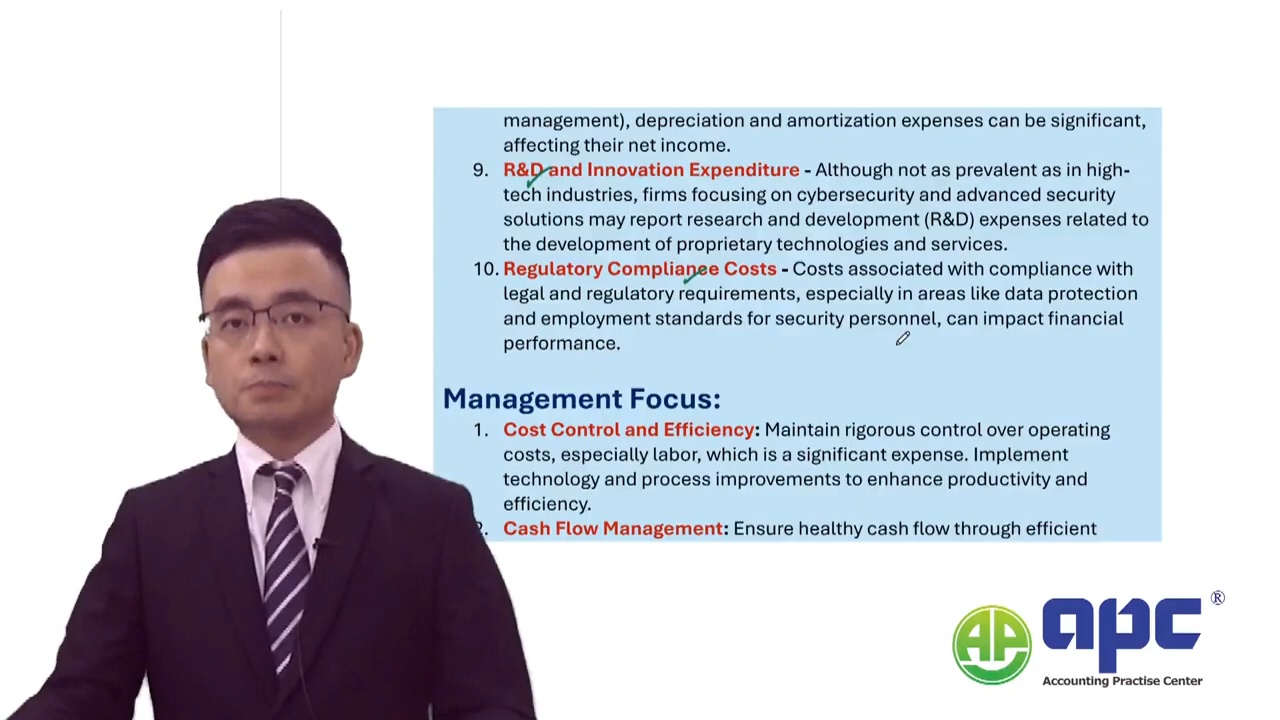 management), depreciation and amortization expenses can be significant,
affecting their net income.
9. R&D and Innovation Expenditure - Although not as prevalent as in high-
tech industries, firms focusing on cybersecurity and advanced security
solutions may report research and development (R&D) expenses related to
the development of proprietary technologies and services.
10. Regulatory Compliance Costs - Costs associated with compliance with
legal and regulatory requirements, especially in areas like data protection
and employment standards for security personnel, can impact financial
performance.
Management Focus:
1. Cost Control and Efficiency: Maintain rigorous control over operating
costs, especially labor, which is a significant expense. Implement
technology and process improvements to enhance productivity and
efficiency.
2. Cash Flow Management: Ensure healthy cash flow through efficient
AP apc ®
Accounting Practise Center